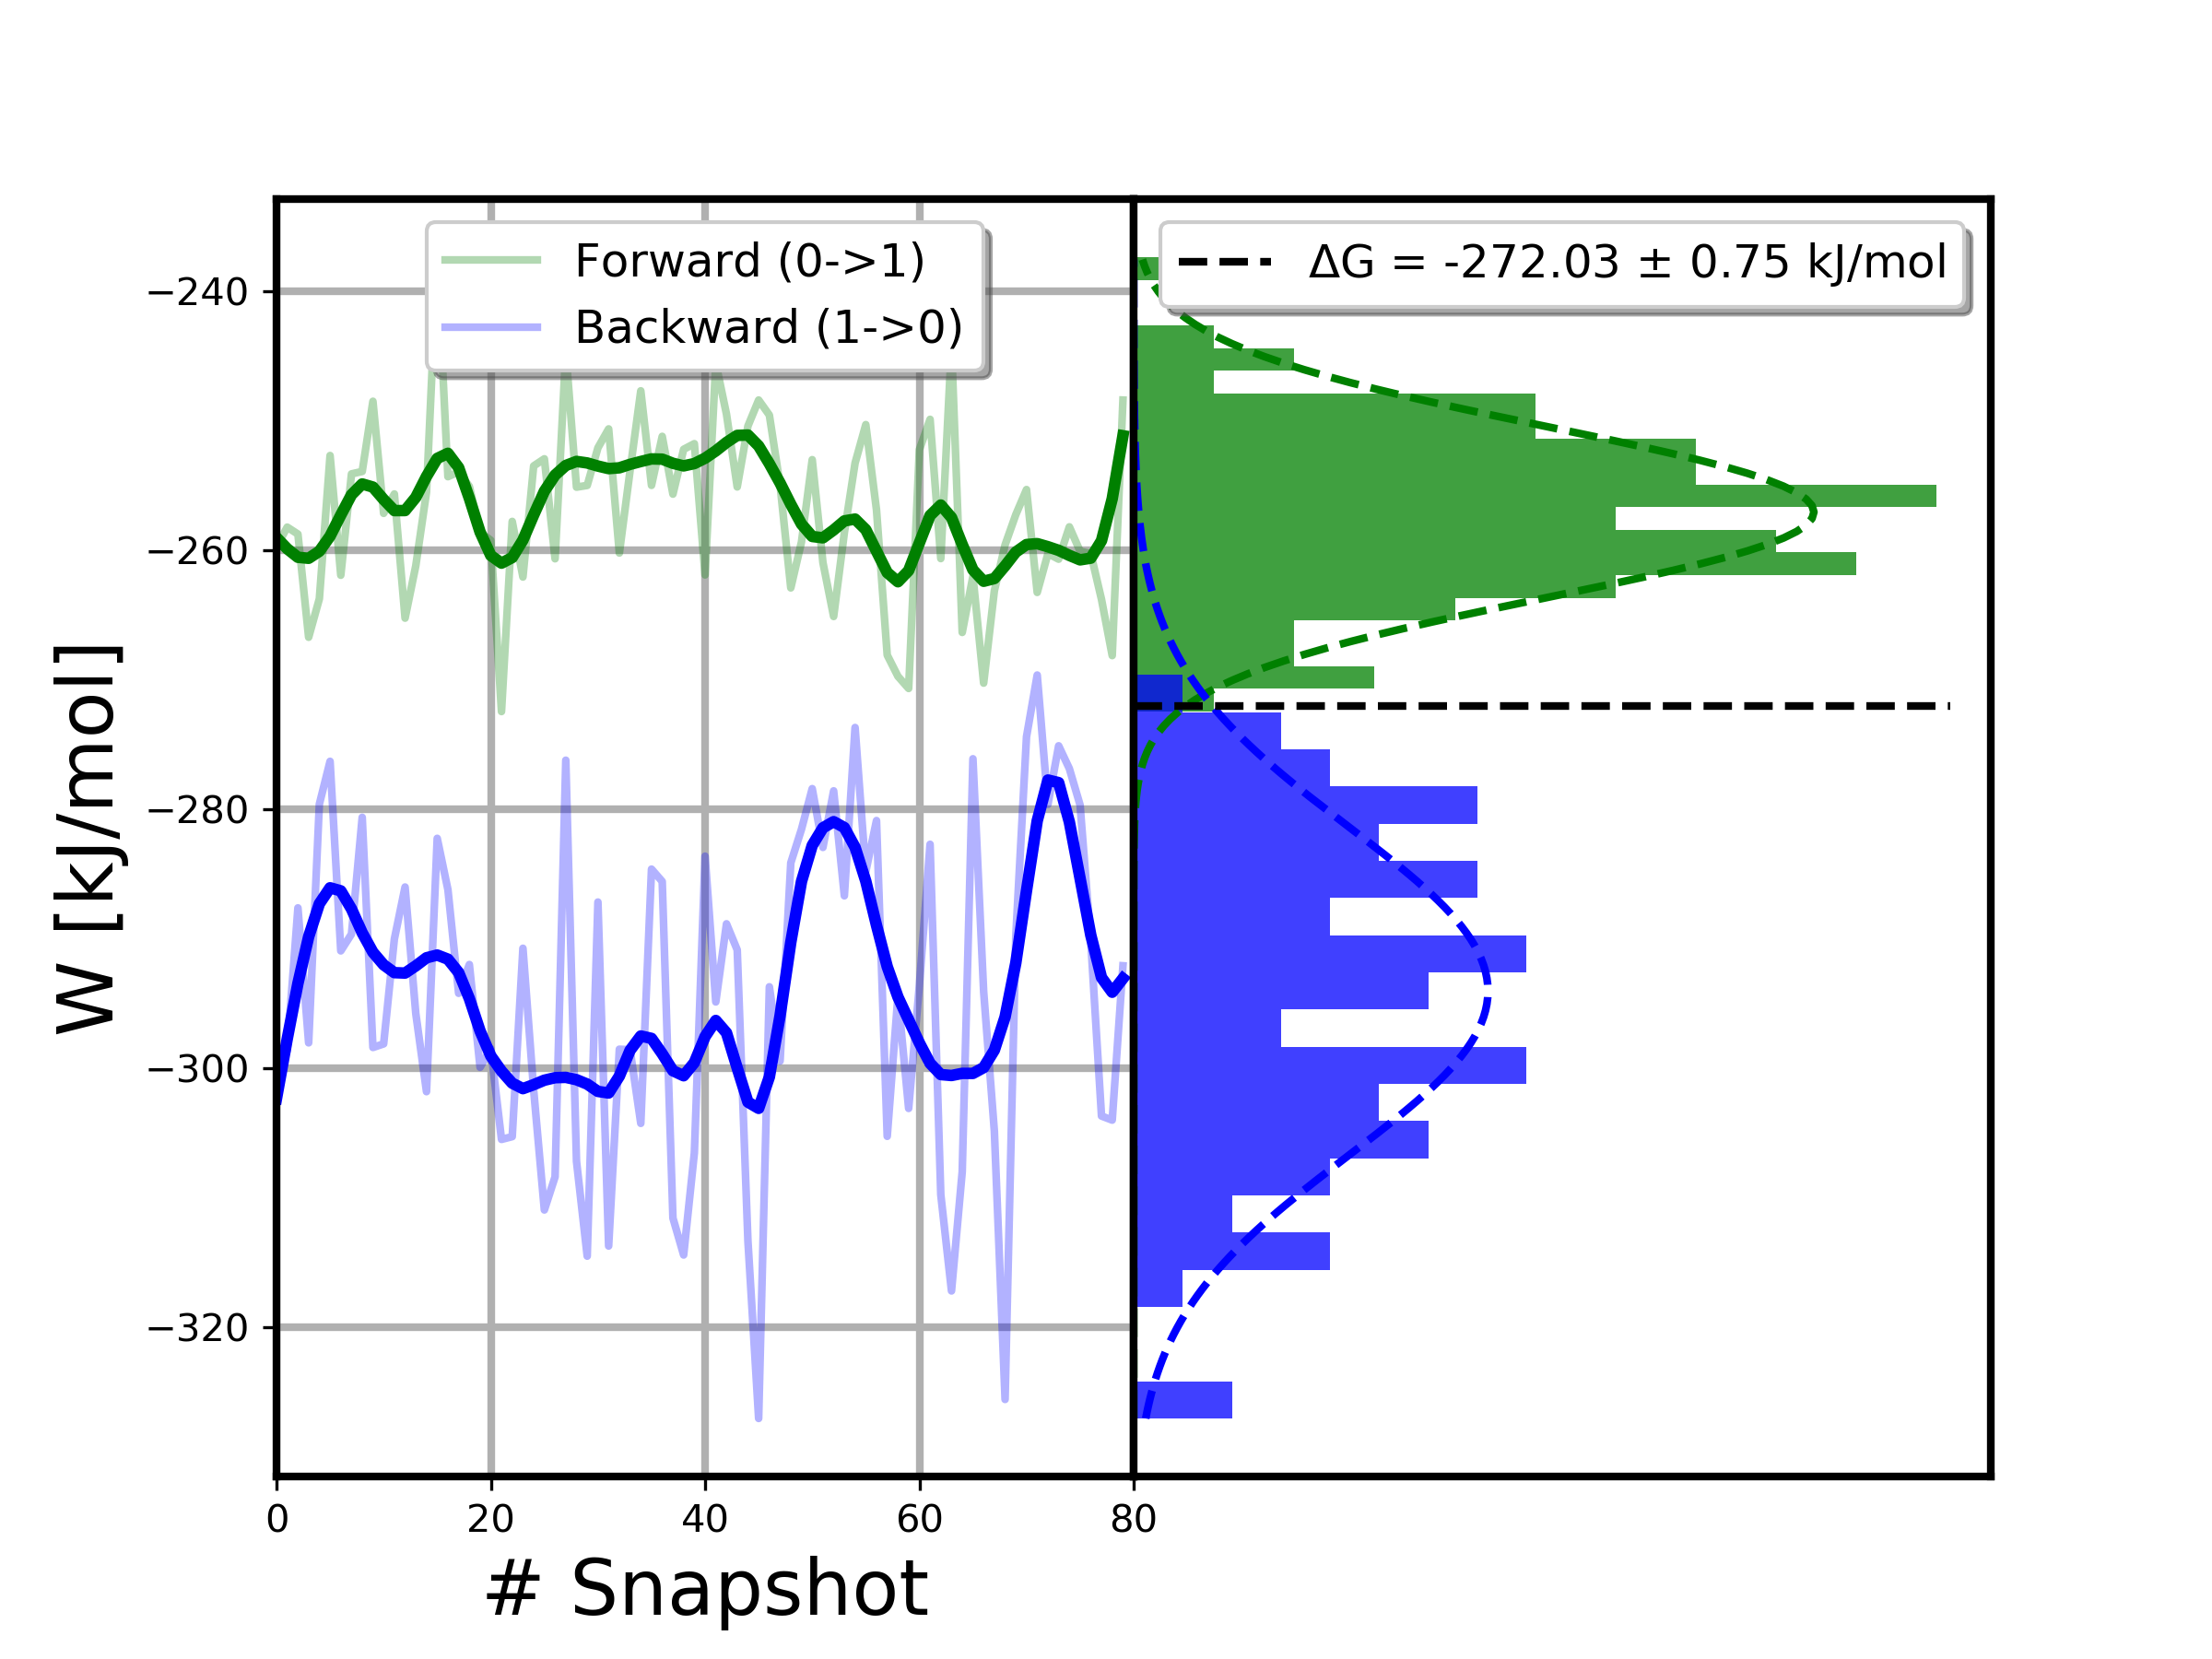 Forward (0->1)
Backward (1->0)
ΔG = -272.03 ± 0.75 kJ/mol
W [kJ/mol]
−240
−260
−280
−300
−320
0 20 40 60 80
# Snapshot